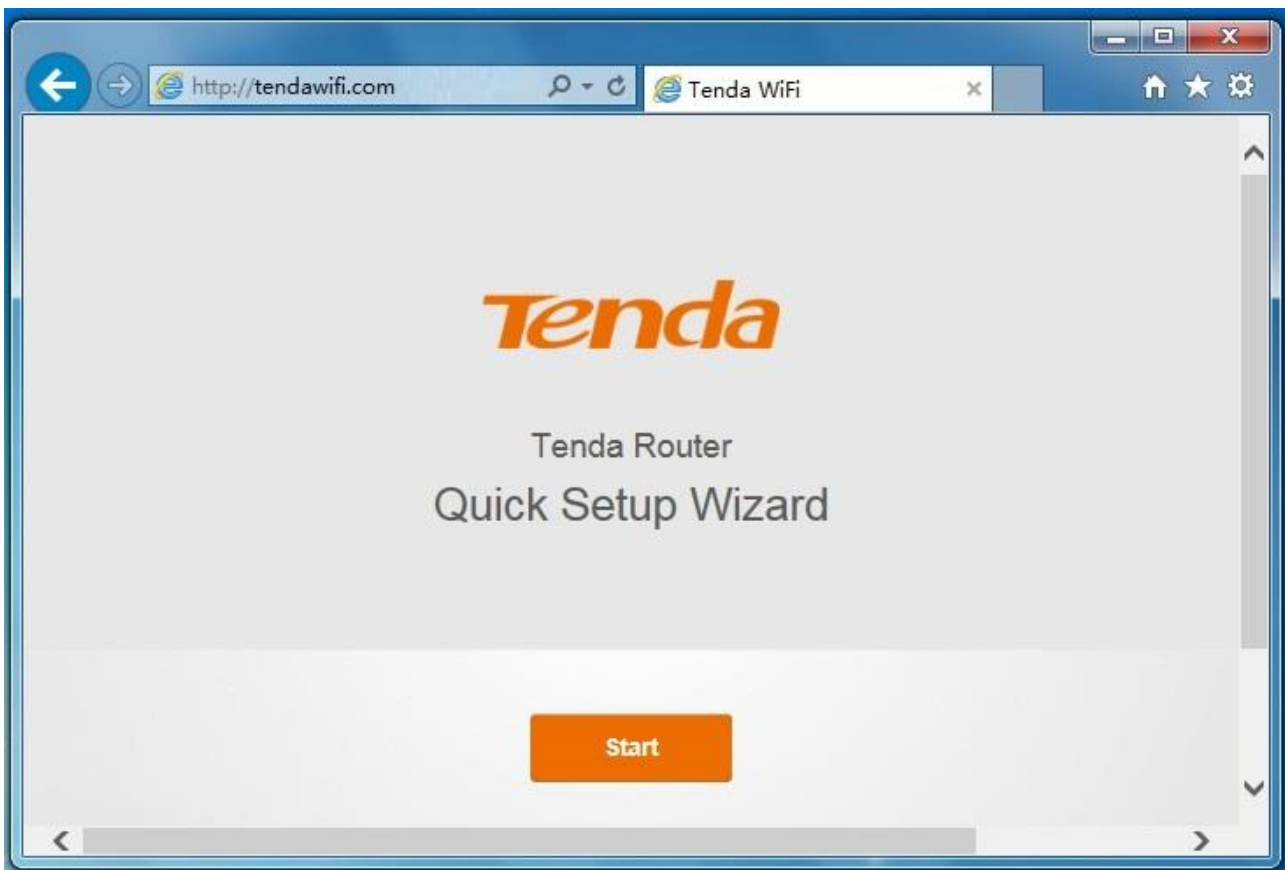 http://tendawifi.com
Tenda WiFi
Tenda
Tenda Router
Quick Setup Wizard
Start